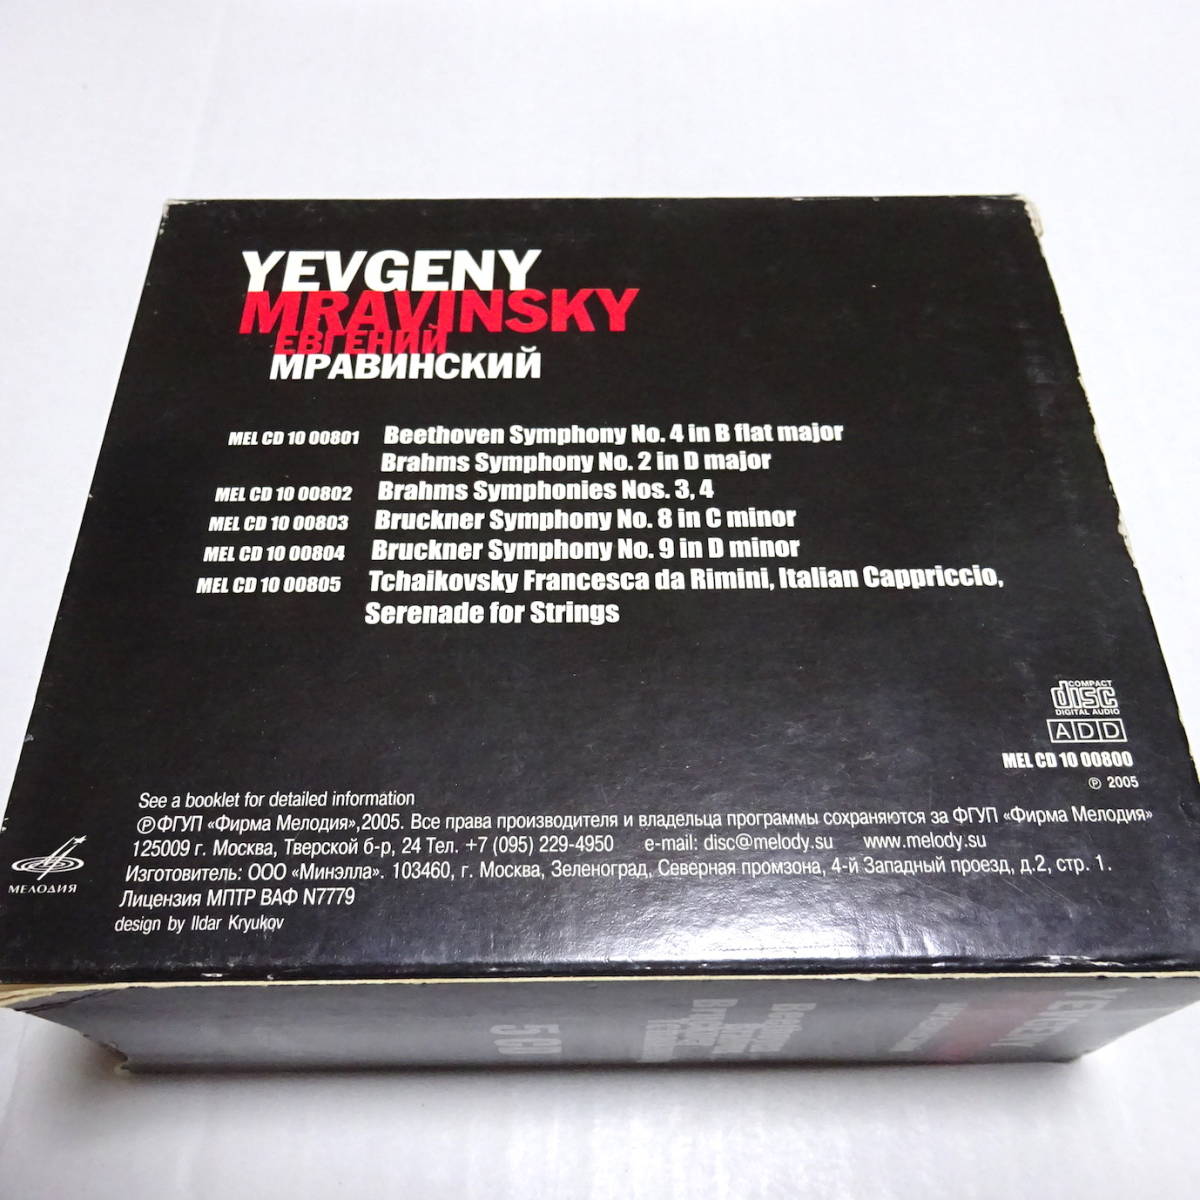 YEVGENY
MRAVINSKY
ЕВГЕНИЙ
МРАВИНСКИЙ
MEL CD 10 00801 Beethoven Symphony No. 4 in B flat major
Brahms Symphony No. 2 in D major
MEL CD 10 00802 Brahms Symphonies Nos. 3, 4
MEL CD 10 00803 Bruckner Symphony No. 8 in C minor
MEL CD 10 00804 Bruckner Symphony No. 9 in D minor
MEL CD 10 00805 Tchaikovsky Francesca da Rimini, Italian Cappriccio,
Serenade for Strings
COMPACT
disc
DIGITAL AUDIO
ADD
MEL CD 10 00800
℗ 2005
See a booklet for detailed information
℗ ФГУП «Фирма Мелодия»,2005. Все права производителя и владельца программы сохраняются за ФГУП «Фирма Мелодия»
125009 г. Москва, Тверской б-р, 24 Тел. +7 (095) 229-4950 e-mail: disc@melody.su www.melody.su
Изготовитель: ООО «Минэлла». 103460, г. Москва, Зеленоград, Северная промзона, 4-й Западный проезд, д.2, стр. 1.
Лицензия МПТР ВАФ N7779
design by Ildar Kryukov
МЕЛОДИЯ
5 CD
YEVGENY